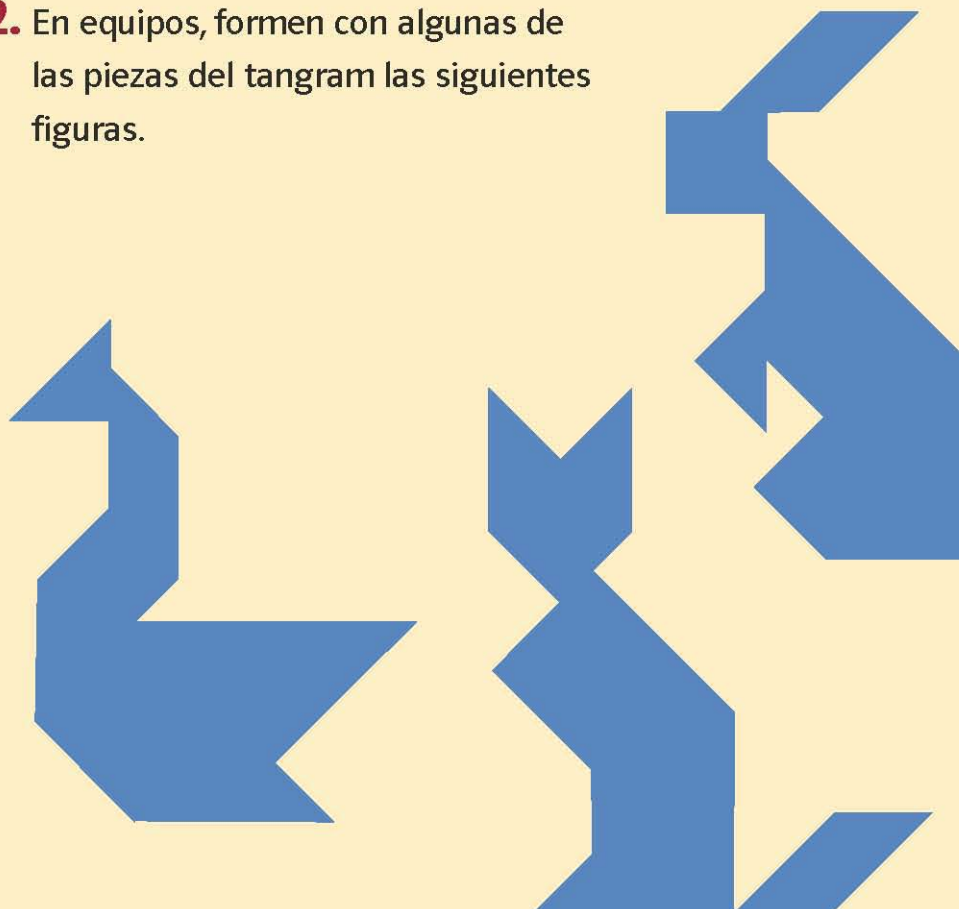 2. En equipos, formen con algunas de
las piezas del tangram las siguientes
figuras.